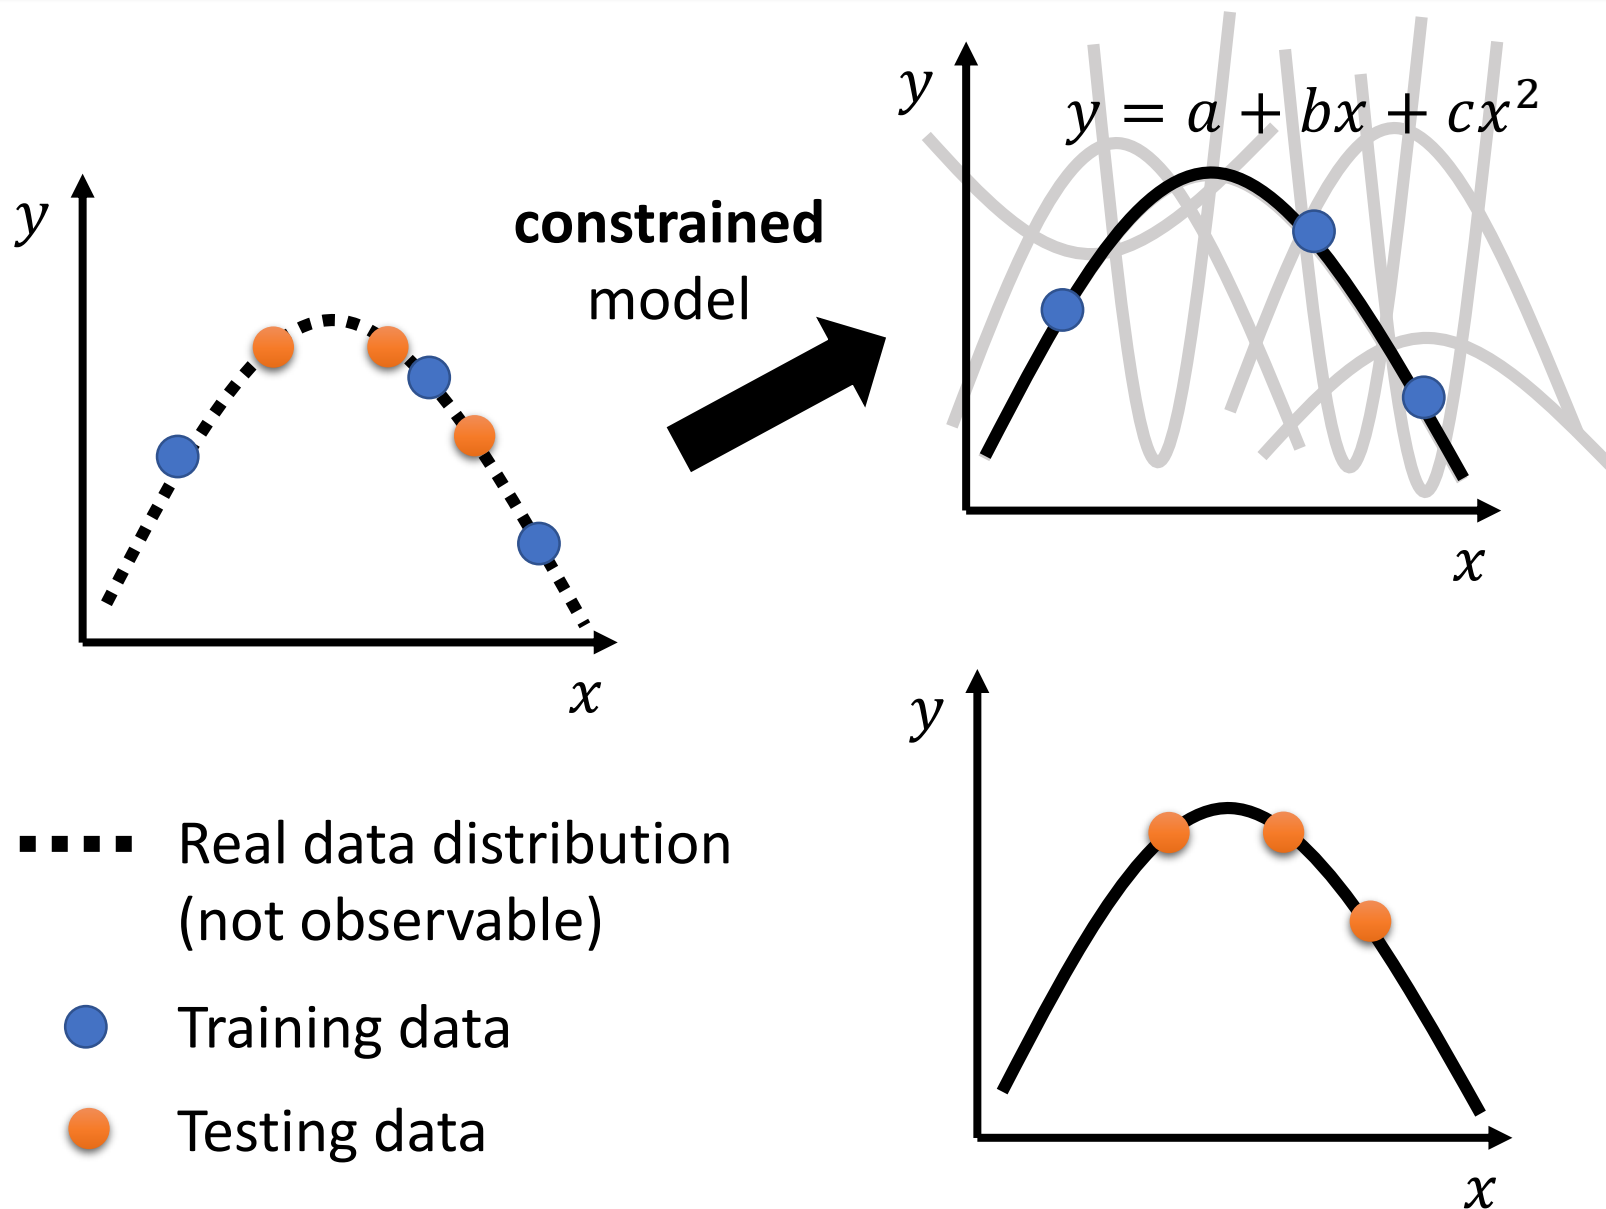 y
x
constrained
model
y
y = a + bx + cx²
x
Real data distribution
(not observable)
Training data
Testing data
y
x